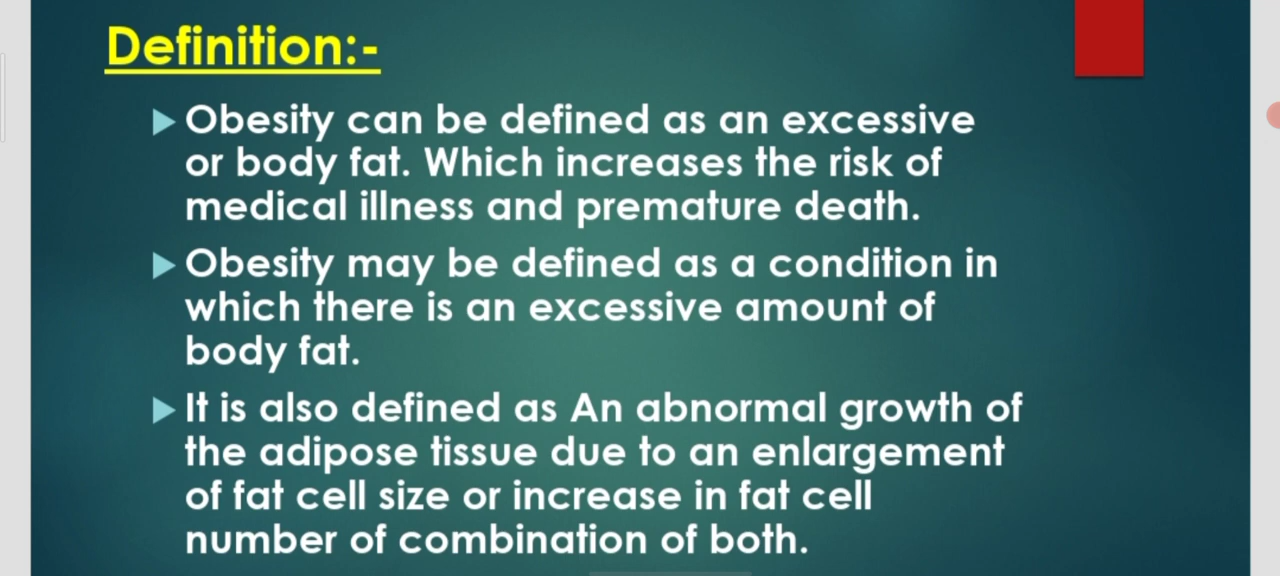 Definition:-
Obesity can be defined as an excessive
or body fat. Which increases the risk of
medical illness and premature death.
Obesity may be defined as a condition in
which there is an excessive amount of
body fat.
It is also defined as An abnormal growth of
the adipose tissue due to an enlargement
of fat cell size or increase in fat cell
number of combination of both.